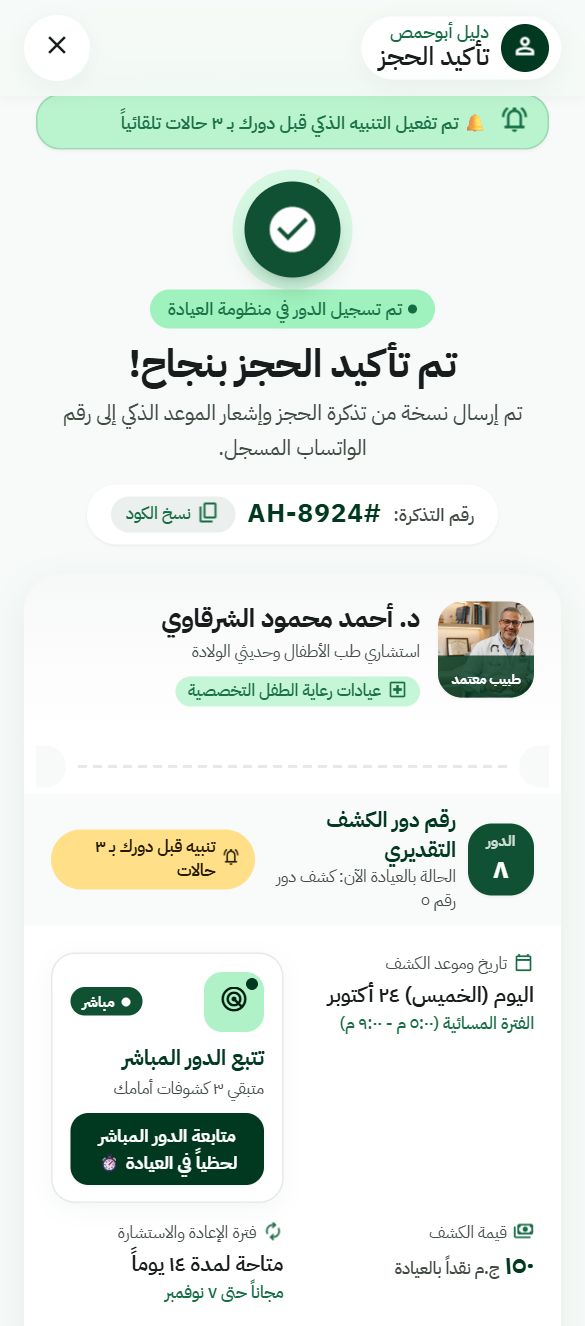 دليل أبوحمص
تأكيد الحجز
🔔 تم تفعيل التنبيه الذكي قبل دورك بـ ٣ حالات تلقائياً
تم تسجيل الدور في منظومة العيادة
تم تأكيد الحجز بنجاح!
تم إرسال نسخة من تذكرة الحجز وإشعار الموعد الذكي إلى رقم
الواتساب المسجل.
رقم التذكرة: #AH-8924 نسخ الكود
د. أحمد محمود الشرقاوي
استشاري طب الأطفال وحديثي الولادة
عيادات رعاية الطفل التخصصية
طبيب معتمد
الدور
٨
رقم دور الكشف
التقديري
الحالة بالعيادة الآن: كشف دور
رقم ٥
تنبيه قبل دورك بـ ٣
حالات
تاريخ وموعد الكشف
اليوم (الخميس) ٢٤ أكتوبر
الفترة المسائية (٥:٠٠ م - ٩:٠٠ م)
مباشر
تتبع الدور المباشر
متبقي ٣ كشوفات أمامك
متابعة الدور المباشر
لحظياً في العيادة ⏰
قيمة الكشف
١٥٠ ج.م نقداً بالعيادة
فترة الإعادة والاستشارة
متاحة لمدة ١٤ يوماً
مجاناً حتى ٧ نوفمبر